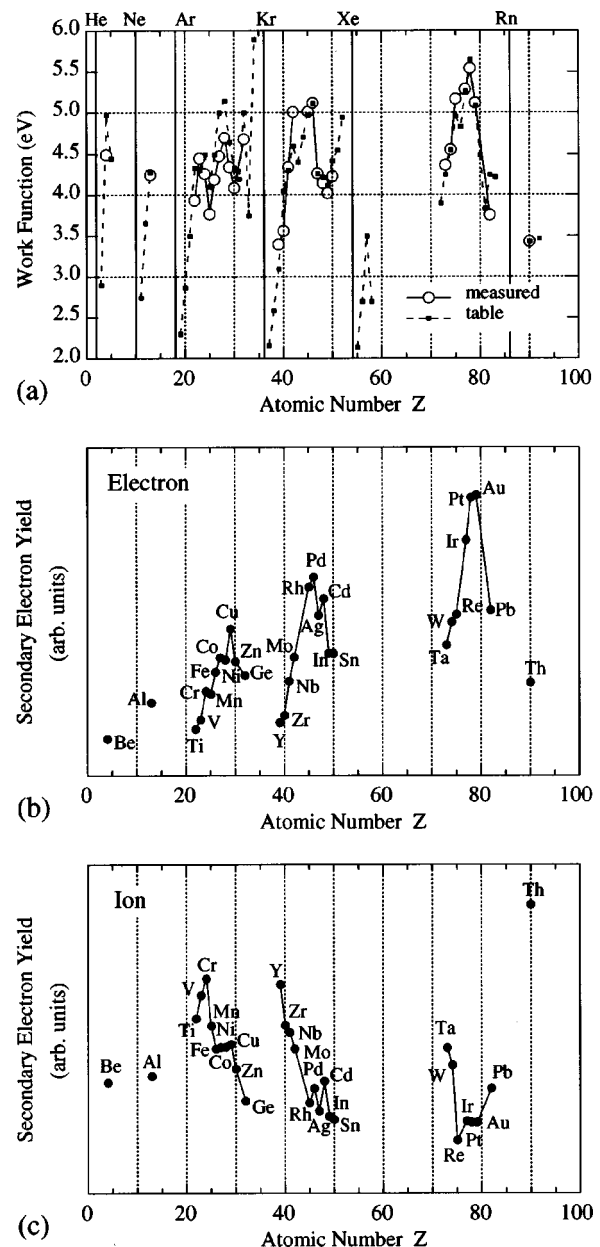 He Ne Ar Kr Xe Rn
6.0
5.5
5.0
4.5
4.0
3.5
3.0
2.5
2.0
Work Function (eV)
measured
table
0 20 40 60 80 100
Atomic Number Z
(a)
Electron
Secondary Electron Yield
(arb. units)
Be
Al
Ti
V
Cr
Mn
Fe
Co
Ni
Cu
Zn
Ge
Y
Zr
Nb
Mo
Rh
Pd
Ag
Cd
In
Sn
Ta
W
Re
Ir
Pt
Au
Pb
Th
0 20 40 60 80 100
Atomic Number Z
(b)
Ion
Secondary Electron Yield
(arb. units)
Be
Al
Ti
V
Cr
Mn
Fe
Co
Ni
Cu
Zn
Ge
Y
Zr
Nb
Mo
Rh
Pd
Ag
Cd
In
Sn
Ta
W
Re
Ir
Pt
Au
Pb
Th
0 20 40 60 80 100
Atomic Number Z
(c)